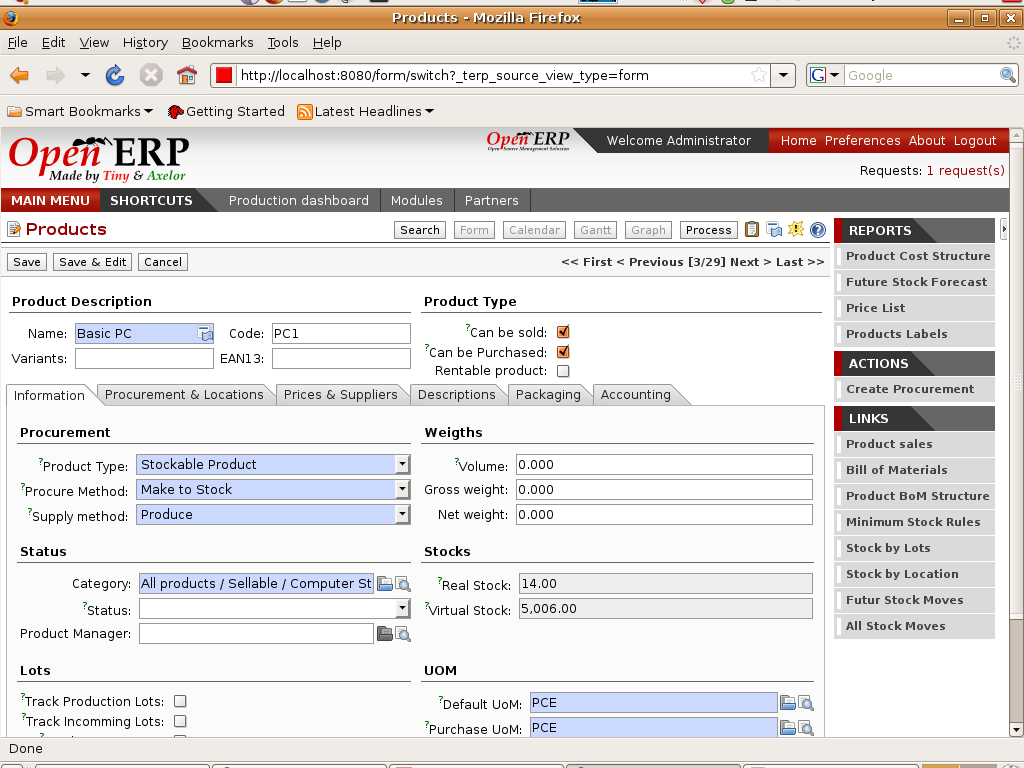 Products - Mozilla Firefox
File Edit View History Bookmarks Tools Help
http://localhost:8080/form/switch?_terp_source_view_type=form
G Google
Smart Bookmarks Getting Started Latest Headlines
Open ERP
Made by Tiny & Axelor
Open ERP
Open Source Management Solution
Welcome Administrator
Home Preferences About Logout
Requests: 1 request(s)
MAIN MENU SHORTCUTS Production dashboard Modules Partners
Products
Search Form Calendar Gantt Graph Process
Save Save & Edit Cancel
<< First < Previous [3/29] Next > Last >>
Product Description
Name: Basic PC Code: PC1
Variants: EAN13:
Product Type
?Can be sold:
?Can be Purchased:
Rentable product:
Information Procurement & Locations Prices & Suppliers Descriptions Packaging Accounting
Procurement
?Product Type: Stockable Product
?Procure Method: Make to Stock
?Supply method: Produce
Weigths
?Volume: 0.000
Gross weight: 0.000
Net weight: 0.000
Status
Category: All products / Sellable / Computer St
?Status:
Product Manager:
Stocks
?Real Stock: 14.00
?Virtual Stock: 5,006.00
Lots
?Track Production Lots:
?Track Incomming Lots:
UOM
?Default UoM: PCE
?Purchase UoM: PCE
REPORTS
Product Cost Structure
Future Stock Forecast
Price List
Products Labels
ACTIONS
Create Procurement
LINKS
Product sales
Bill of Materials
Product BoM Structure
Minimum Stock Rules
Stock by Lots
Stock by Location
Futur Stock Moves
All Stock Moves
Done